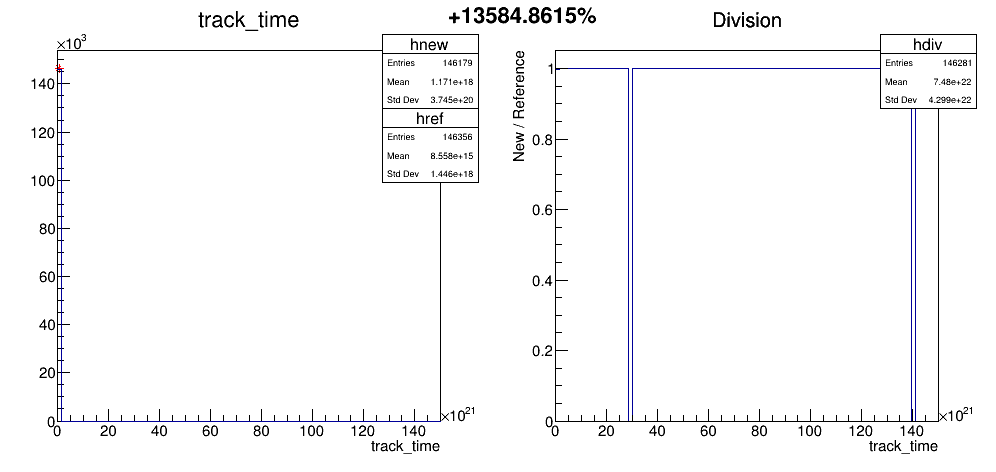 +13584.8615%
track_time
×10³
hnew
Entries 146179
Mean 1.171e+18
Std Dev 3.745e+20
href
Entries 146356
Mean 8.558e+15
Std Dev 1.446e+18
140
120
100
80
60
40
20
0
0 20 40 60 80 100 120 140
×10²¹
track_time
Division
hdiv
Entries 146281
Mean 7.48e+22
Std Dev 4.299e+22
New / Reference
1
0.8
0.6
0.4
0.2
0
0 20 40 60 80 100 120 140
×10²¹
track_time